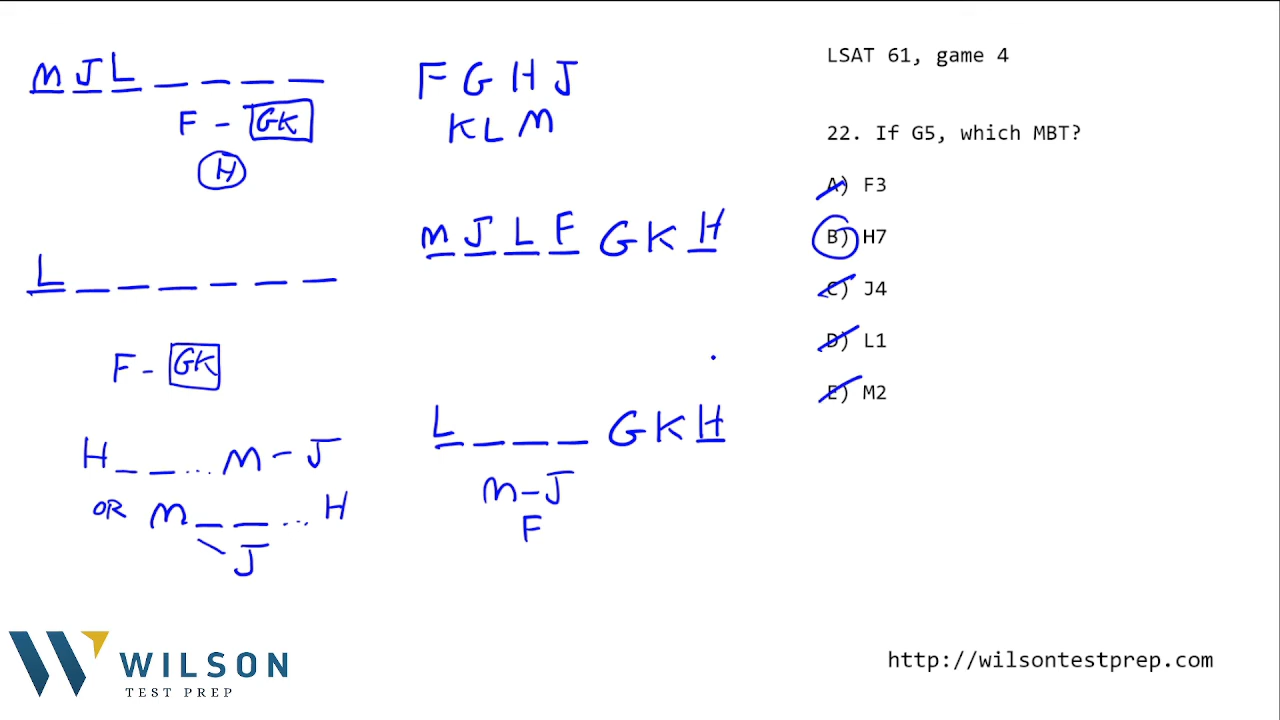 M J L _ _ _ _
F - GK
H
L _ _ _ _ _ _
F - GK
H _ _ ... M - J
OR M _ _ ... H
J
F G H J
K L M
M J L F G K H
L _ _ _ G K H
M - J
F
LSAT 61, game 4
22. If G5, which MBT?
A) F3
B) H7
C) J4
D) L1
E) M2
WILSON
TEST PREP
http://wilsontestprep.com